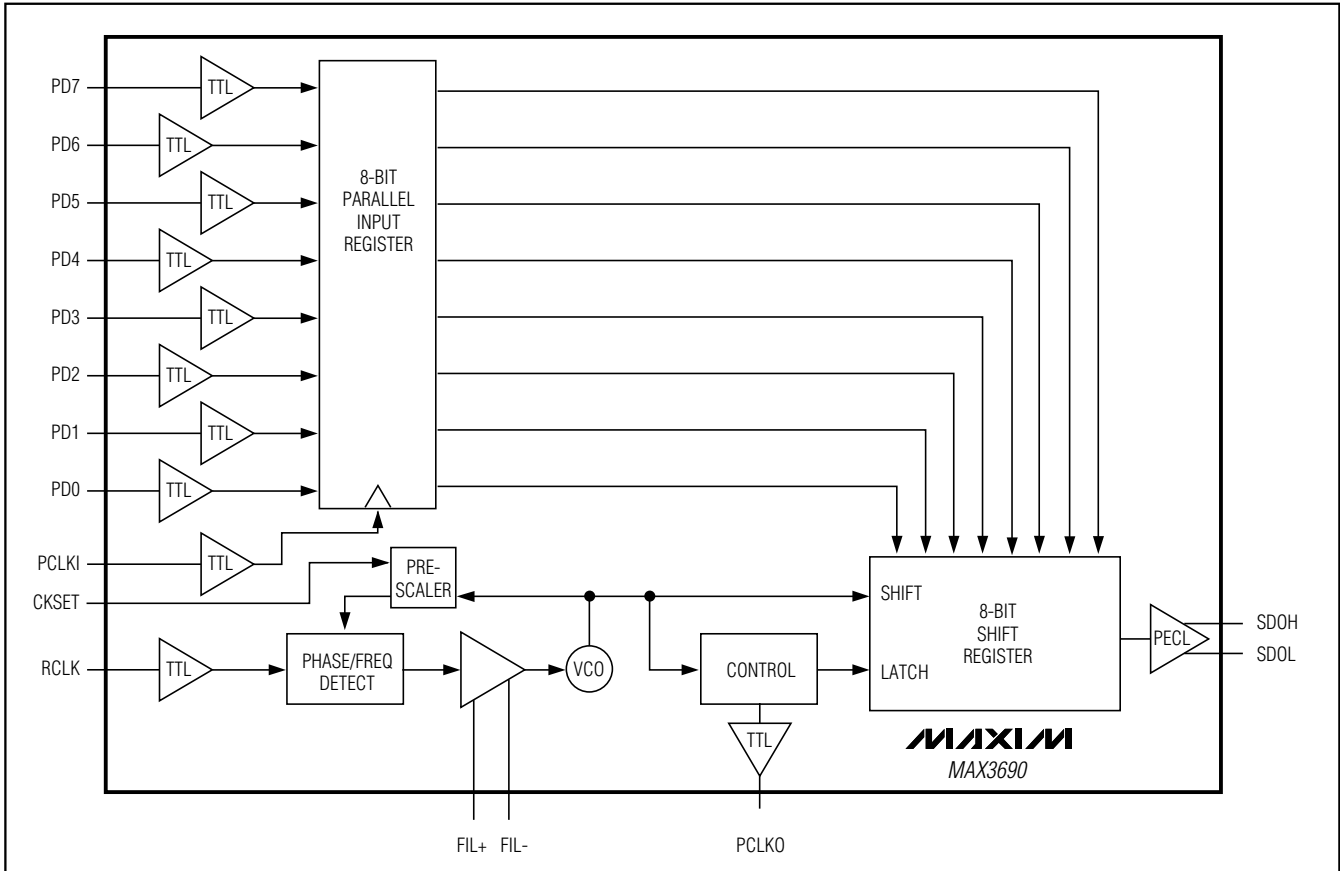 PD7
TTL
PD6
TTL
PD5
TTL
PD4
TTL
PD3
TTL
PD2
TTL
PD1
TTL
PD0
TTL
8-BIT
PARALLEL
INPUT
REGISTER
PCLKI
TTL
CKSET
PRE-
SCALER
RCLK
TTL
PHASE/FREQ
DETECT
VCO
CONTROL
TTL
SHIFT
LATCH
8-BIT
SHIFT
REGISTER
PECL
SDOH
SDOL
MAXIM
MAX3690
FIL+ FIL-
PCLKO